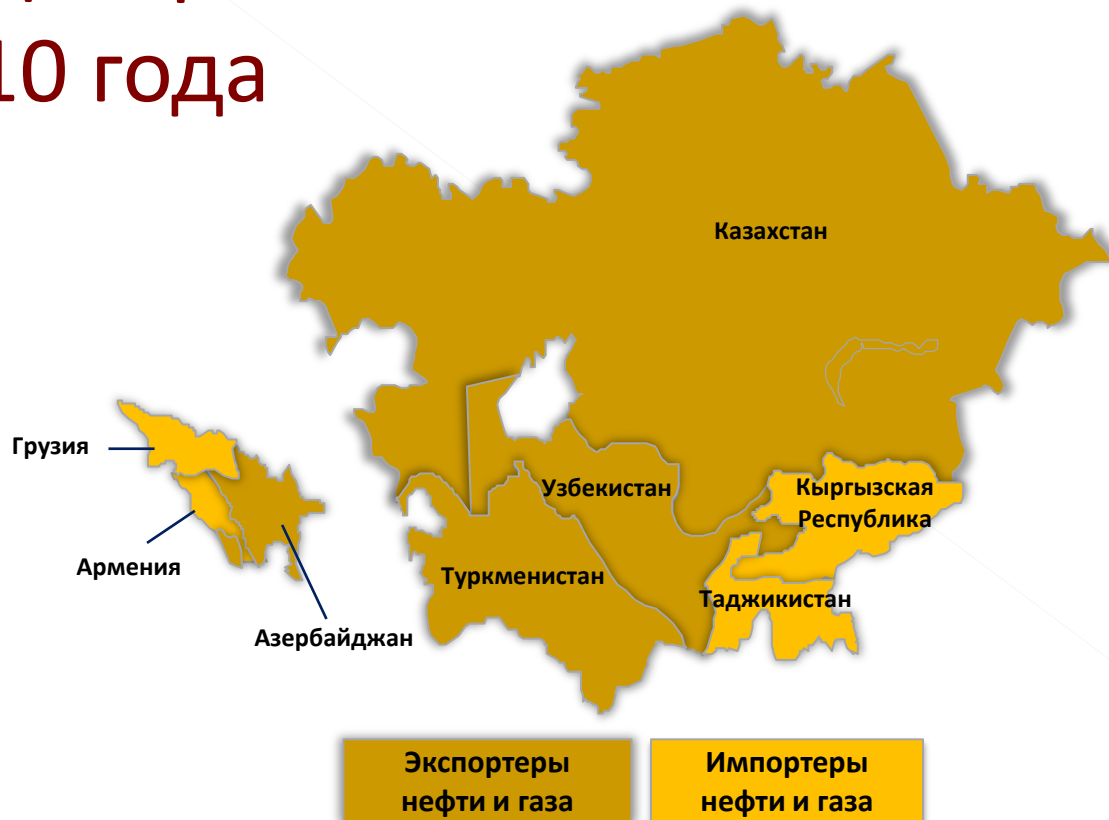 10 года
Казахстан
Грузия
Узбекистан
Кыргызская
Республика
Армения
Туркменистан
Таджикистан
Азербайджан
Экспортеры
нефти и газа
Импортеры
нефти и газа